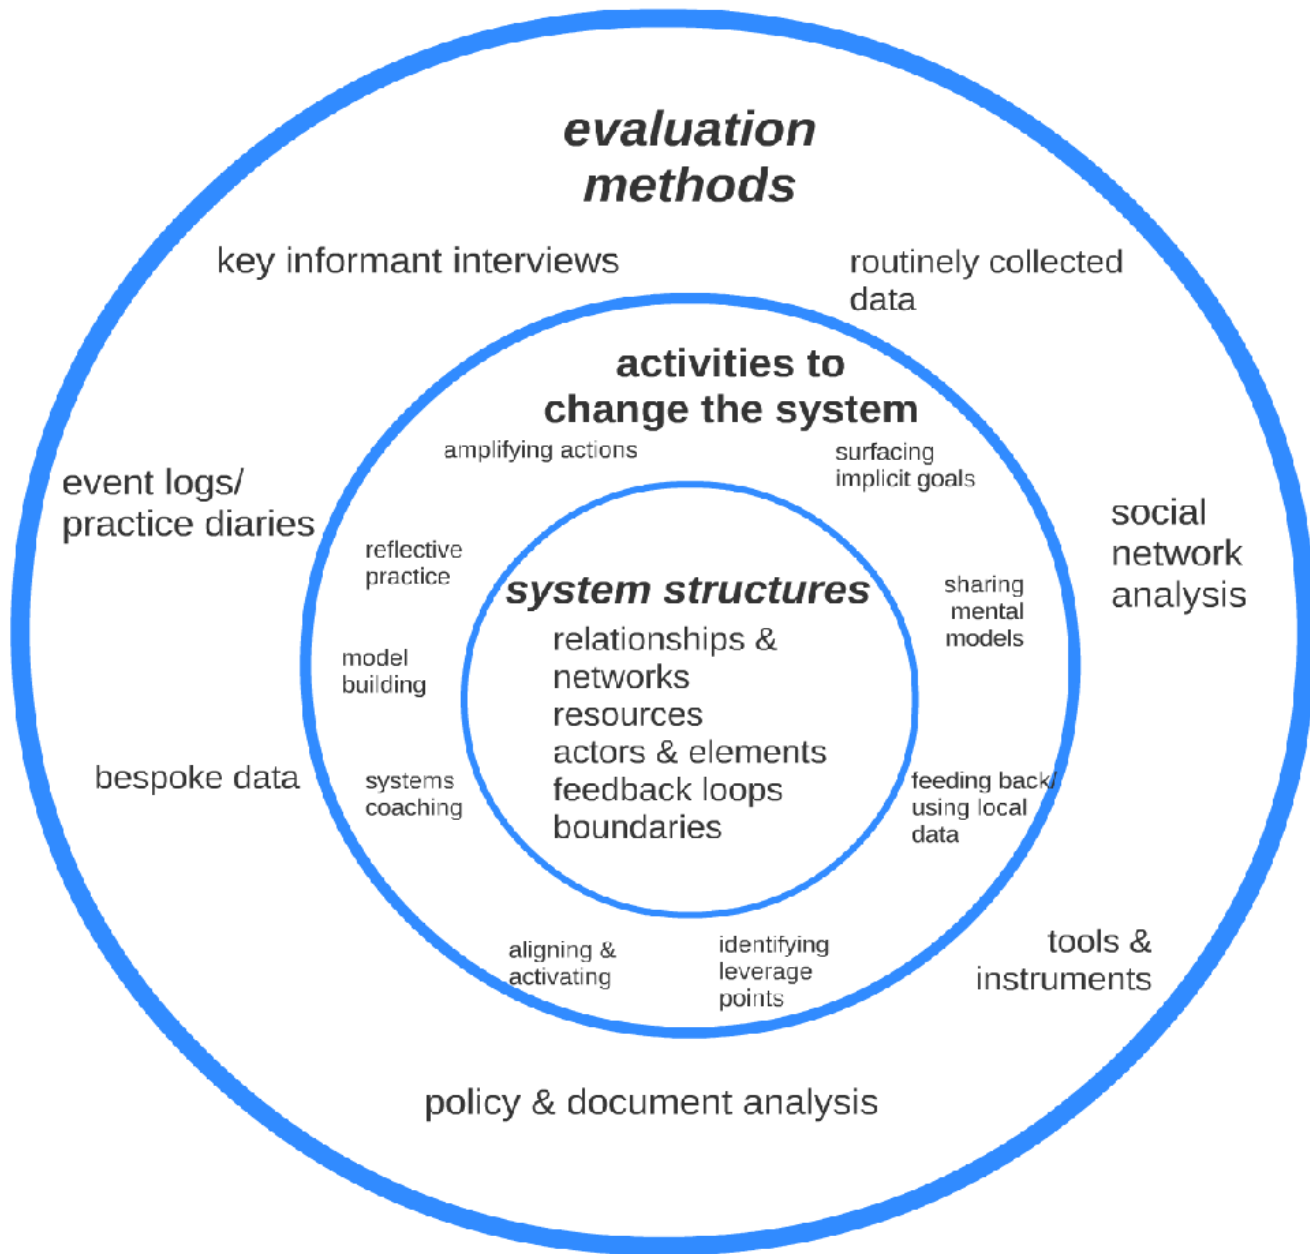 evaluation
methods
key informant interviews
routinely collected
data
activities to
change the system
amplifying actions
surfacing
implicit goals
event logs/
practice diaries
social
network
analysis
reflective
practice
sharing
mental
models
system structures
relationships &
networks
resources
actors & elements
feedback loops
boundaries
model
building
bespoke data
systems
coaching
feeding back/
using local
data
aligning &
activating
identifying
leverage
points
tools &
instruments
policy & document analysis